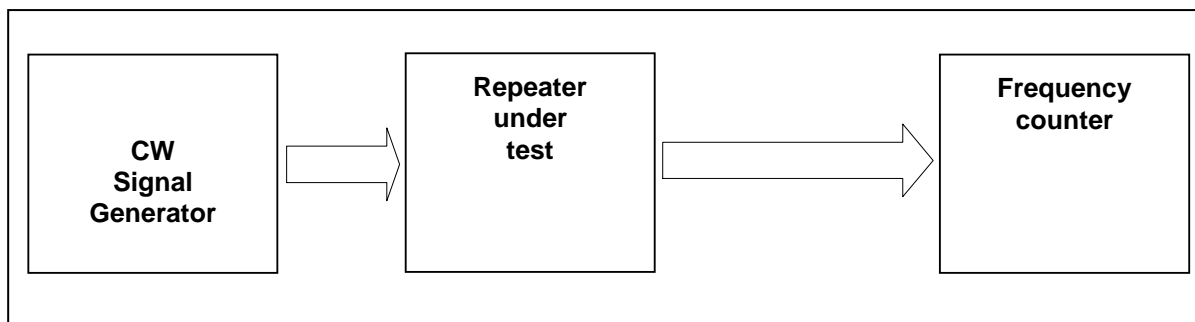 CW
Signal
Generator
Repeater
under
test
Frequency
counter